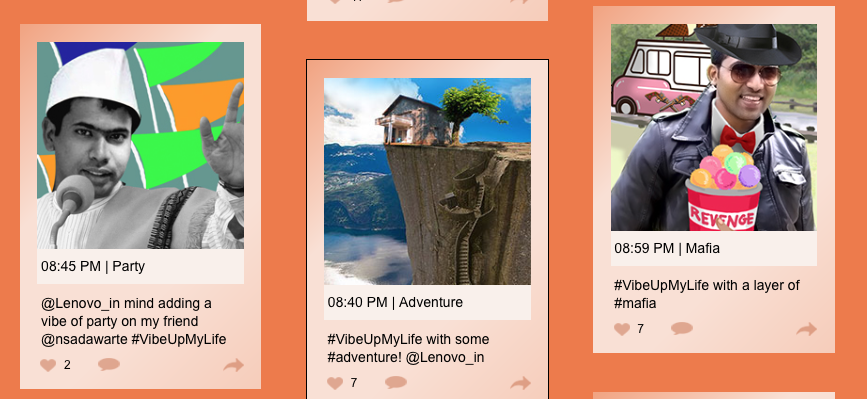 08:45 PM | Party
@Lenovo_in mind adding a
vibe of party on my friend
@nsadawarte #VibeUpMyLife
2
08:40 PM | Adventure
#VibeUpMyLife with some
#adventure! @Lenovo_in
7
REVENGE
08:59 PM | Mafia
#VibeUpMyLife with a layer of
#mafia
7